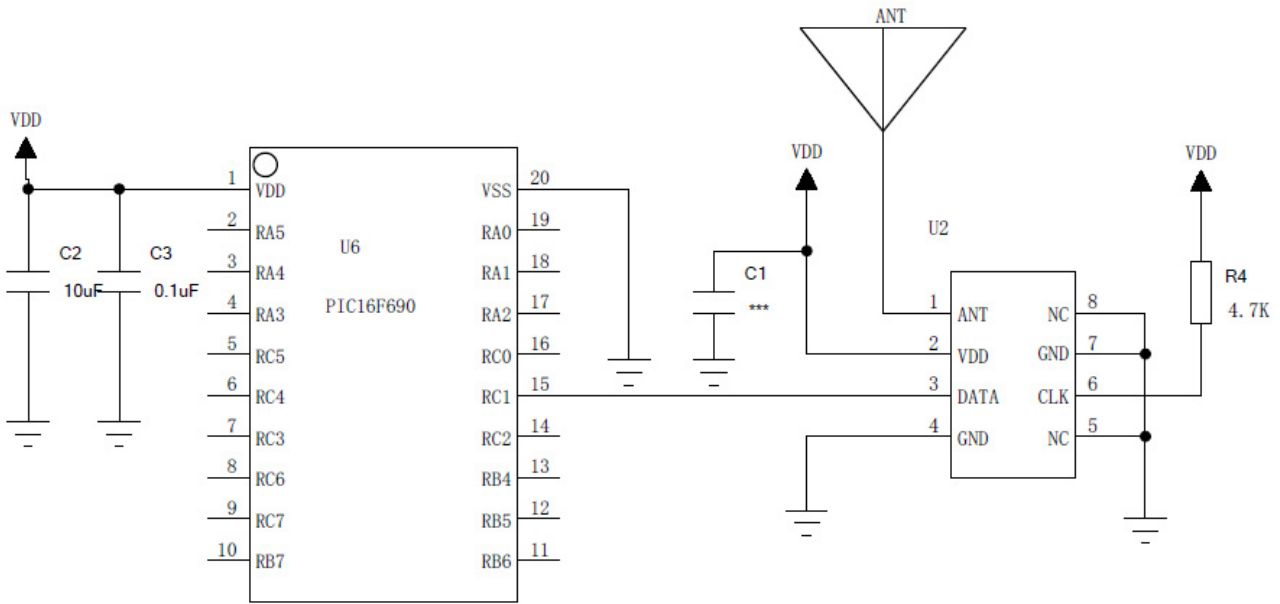 ANT
VDD
VDD
VDD
1 VDD
VSS 20
2 RA5
RA0 19
3 RA4
RA1 18
4 RA3
RA2 17
5 RC5
RC0 16
6 RC4
RC1 15
7 RC3
RC2 14
8 RC6
RB4 13
9 RC7
RB5 12
10 RB7
RB6 11
U6
PIC16F690
C2
10uF
C3
0.1uF
C1
***
U2
1 ANT
NC 8
2 VDD
GND 7
3 DATA
CLK 6
4 GND
NC 5
R4
4.7K